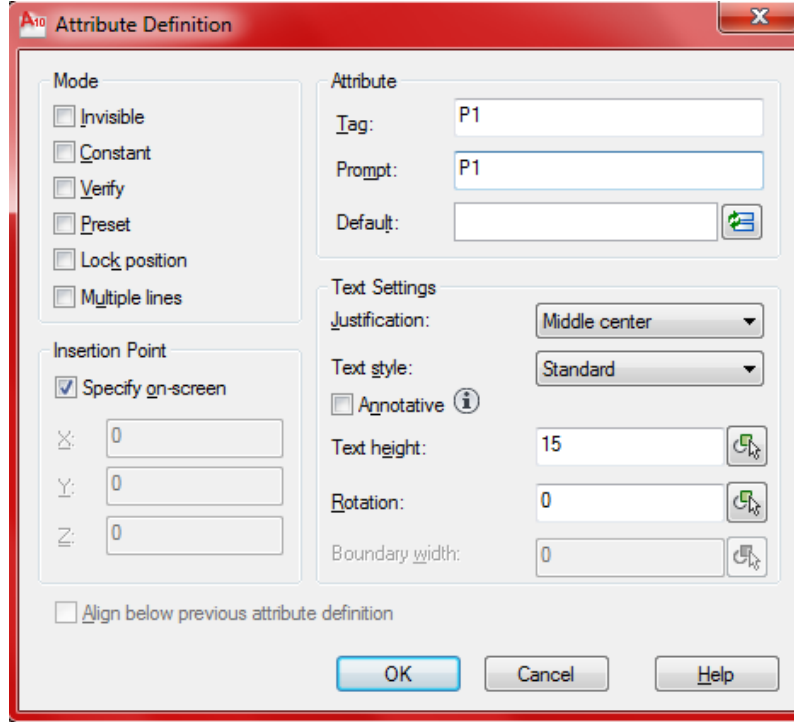 A10 Attribute Definition
Mode
Invisible
Constant
Verify
Preset
Lock position
Multiple lines
Insertion Point
Specify on-screen
X: 0
Y: 0
Z: 0
Attribute
Tag: P1
Prompt: P1
Default:
Text Settings
Justification: Middle center
Text style: Standard
Annotative i
Text height: 15
Rotation: 0
Boundary width: 0
Align below previous attribute definition
OK Cancel Help